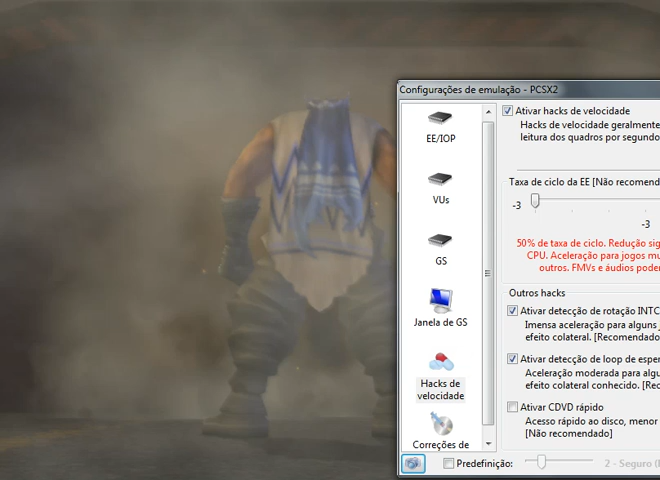 Configurações de emulação - PCSX2
EE/IOP
VUs
GS
Janela de GS
Hacks de
velocidade
Correções de
Ativar hacks de velocidade
Hacks de velocidade geralmente
leitura dos quadros por segundo
Taxa de ciclo da EE [Não recomend
-3
-3
50% de taxa de ciclo. Redução sig
CPU. Aceleração para jogos mu
outros. FMVs e áudios poder
Outros hacks
Ativar detecção de rotação INTC
Imensa aceleração para alguns j
efeito colateral. [Recomendado
Ativar detecção de loop de esper
Aceleração moderada para algu
efeito colateral conhecido. [Rec
Ativar CDVD rápido
Acesso rápido ao disco, menor
[Não recomendado]
Predefinição:
2 - Seguro (